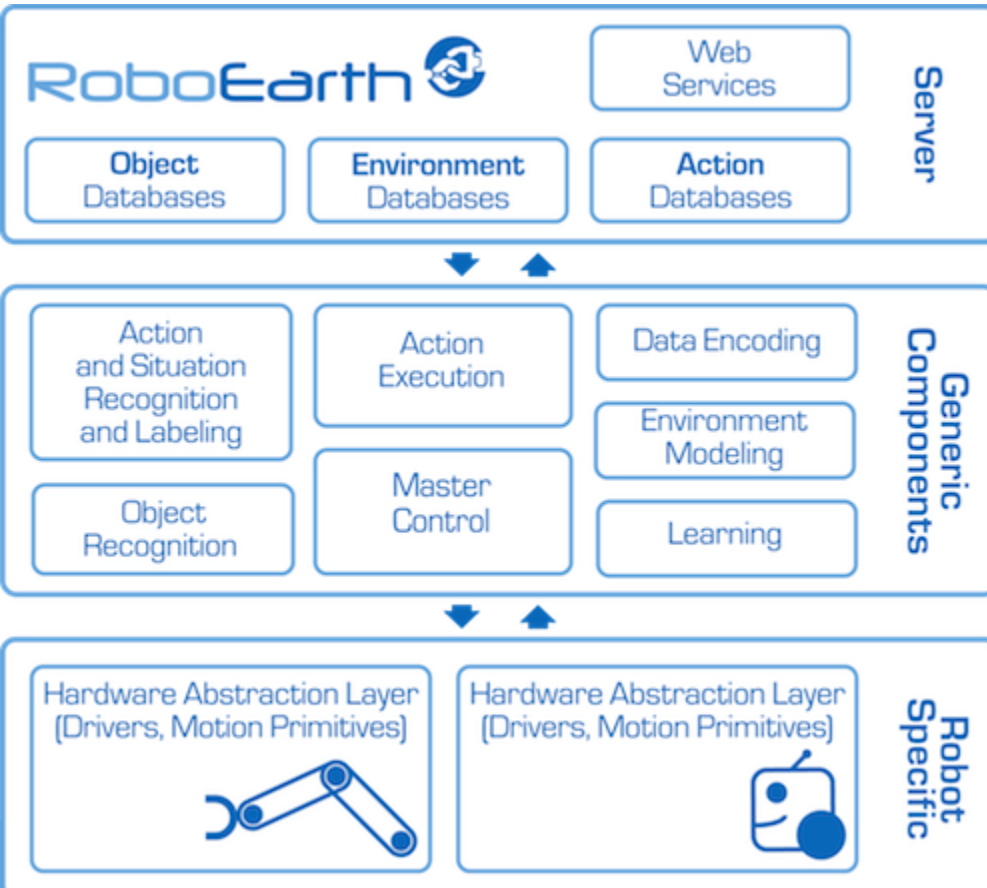 RoboEarth
Web
Services
Object
Databases
Environment
Databases
Action
Databases
Server
Action
and Situation
Recognition
and Labeling
Object
Recognition
Action
Execution
Master
Control
Data Encoding
Environment
Modeling
Learning
Generic
Components
Hardware Abstraction Layer
(Drivers, Motion Primitives)
Hardware Abstraction Layer
(Drivers, Motion Primitives)
Robot
Specific